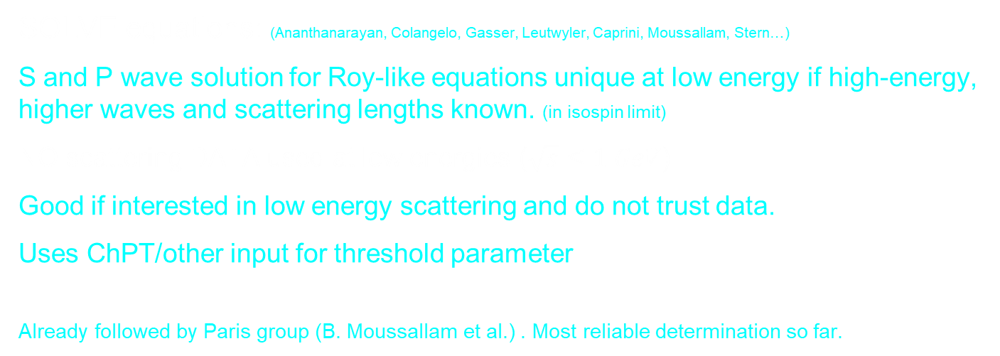 (Ananthanarayan, Colangelo, Gasser, Leutwyler, Caprini, Moussallam, Stern…)
S and P wave solution for Roy-like equations unique at low energy if high-energy,
higher waves and scattering lengths known. (in isospin limit)
Good if interested in low energy scattering and do not trust data.
Uses ChPT/other input for threshold parameter
Already followed by Paris group (B. Moussallam et al.) . Most reliable determination so far.